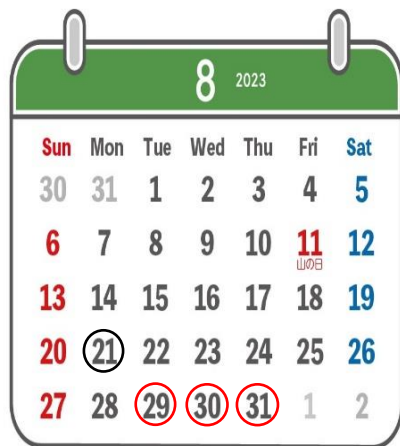 8 2023
Sun Mon Tue Wed Thu Fri Sat
30 31 1 2 3 4 5
6 7 8 9 10 11 12
山の日
13 14 15 16 17 18 19
20 21 22 23 24 25 26
27 28 29 30 31 1 2